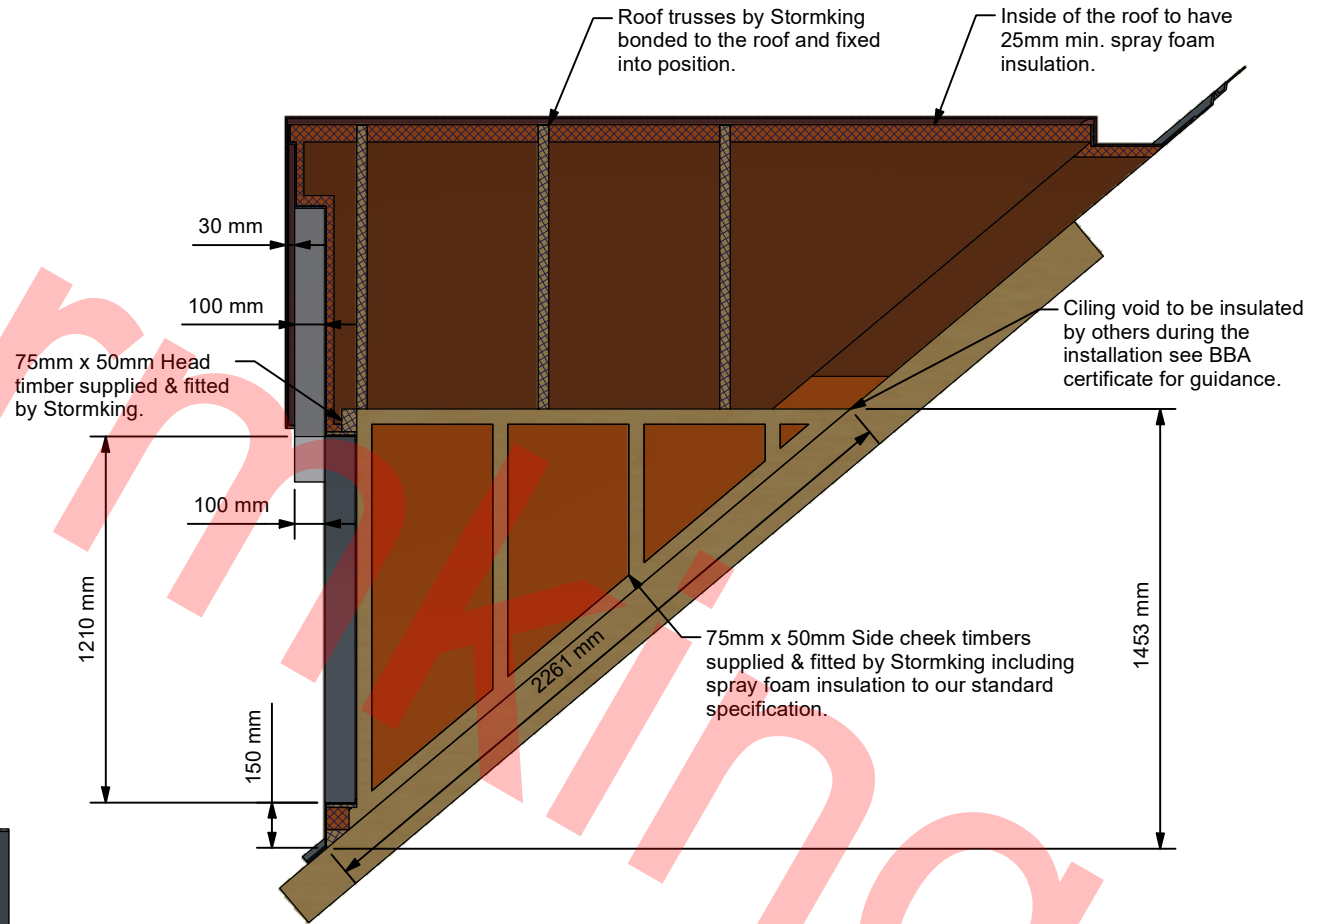 Roof trusses by Stormking
bonded to the roof and fixed
into position.
Inside of the roof to have
25mm min. spray foam
insulation.
30 mm
100 mm
75mm x 50mm Head
timber supplied & fitted
by Stormking.
Ciling void to be insulated
by others during the
installation see BBA
certificate for guidance.
100 mm
1210 mm
150 mm
2261 mm
1453 mm
75mm x 50mm Side cheek timbers
supplied & fitted by Stormking including
spray foam insulation to our standard
specification.
rmking